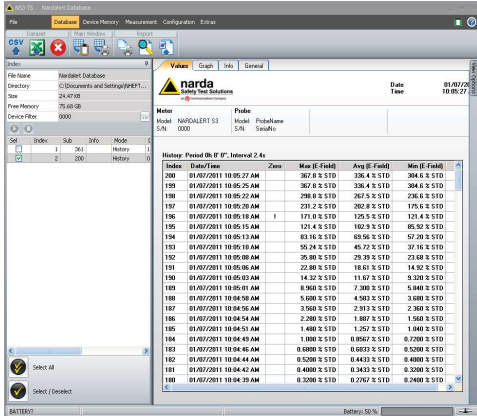 NSJ-TS Nardalert Database
File Database Device Memory Measurement Configuration Extras
Dataset Main Window Report
CSV
Index:
File Name Nardalert Database
Directory C:\Documents and Settings\NHEFT...
Size 24.47 KB
Free Memory 75.68 GB
Device Filter 0000
Sel Index Sub Info Mode
1 361 History 1
2 200 History 0
Select All
Select / Deselect
Values Graph Info General
View Options
narda
Safety Test Solutions
Date 01/07/20
Time 10:05:27
Meter Probe
Model: NARDALERT S3 Model: ProbeName
S/N: 0000 S/N: SerialNo
History: Period 0h 8' 0", Interval 2.4s
Index Date/Time Zero Max (E-Field) Avg (E-Field) Min (E-Field)
200 01/07/2011 10:05:27 AM 367.8 % STD 336.4 % STD 304.6 % STD
199 01/07/2011 10:05:25 AM 367.8 % STD 336.4 % STD 304.6 % STD
198 01/07/2011 10:05:22 AM 298.0 % STD 267.5 % STD 236.6 % STD
197 01/07/2011 10:05:20 AM 231.2 % STD 202.8 % STD 175.6 % STD
196 01/07/2011 10:05:18 AM ! 171.0 % STD 125.5 % STD 121.4 % STD
195 01/07/2011 10:05:15 AM 121.4 % STD 102.9 % STD 85.92 % STD
194 01/07/2011 10:05:13 AM 83.16 % STD 69.56 % STD 57.20 % STD
193 01/07/2011 10:05:10 AM 55.24 % STD 45.72 % STD 37.16 % STD
192 01/07/2011 10:05:08 AM 35.80 % STD 29.39 % STD 23.68 % STD
191 01/07/2011 10:05:06 AM 22.80 % STD 18.61 % STD 14.92 % STD
190 01/07/2011 10:05:03 AM 14.32 % STD 11.67 % STD 9.320 % STD
189 01/07/2011 10:05:01 AM 8.960 % STD 7.300 % STD 5.840 % STD
188 01/07/2011 10:04:58 AM 5.600 % STD 4.583 % STD 3.680 % STD
187 01/07/2011 10:04:56 AM 3.560 % STD 2.913 % STD 2.360 % STD
186 01/07/2011 10:04:54 AM 2.280 % STD 1.887 % STD 1.560 % STD
185 01/07/2011 10:04:51 AM 1.480 % STD 1.257 % STD 1.040 % STD
184 01/07/2011 10:04:49 AM 1.000 % STD 0.8567 % STD 0.7200 % STD
183 01/07/2011 10:04:46 AM 0.6800 % STD 0.6033 % STD 0.5200 % STD
182 01/07/2011 10:04:44 AM 0.5200 % STD 0.4433 % STD 0.4000 % STD
181 01/07/2011 10:04:42 AM 0.4000 % STD 0.3433 % STD 0.3200 % STD
180 01/07/2011 10:04:39 AM 0.3200 % STD 0.2767 % STD 0.2400 % STD
BATTERY? Battery: 50 %